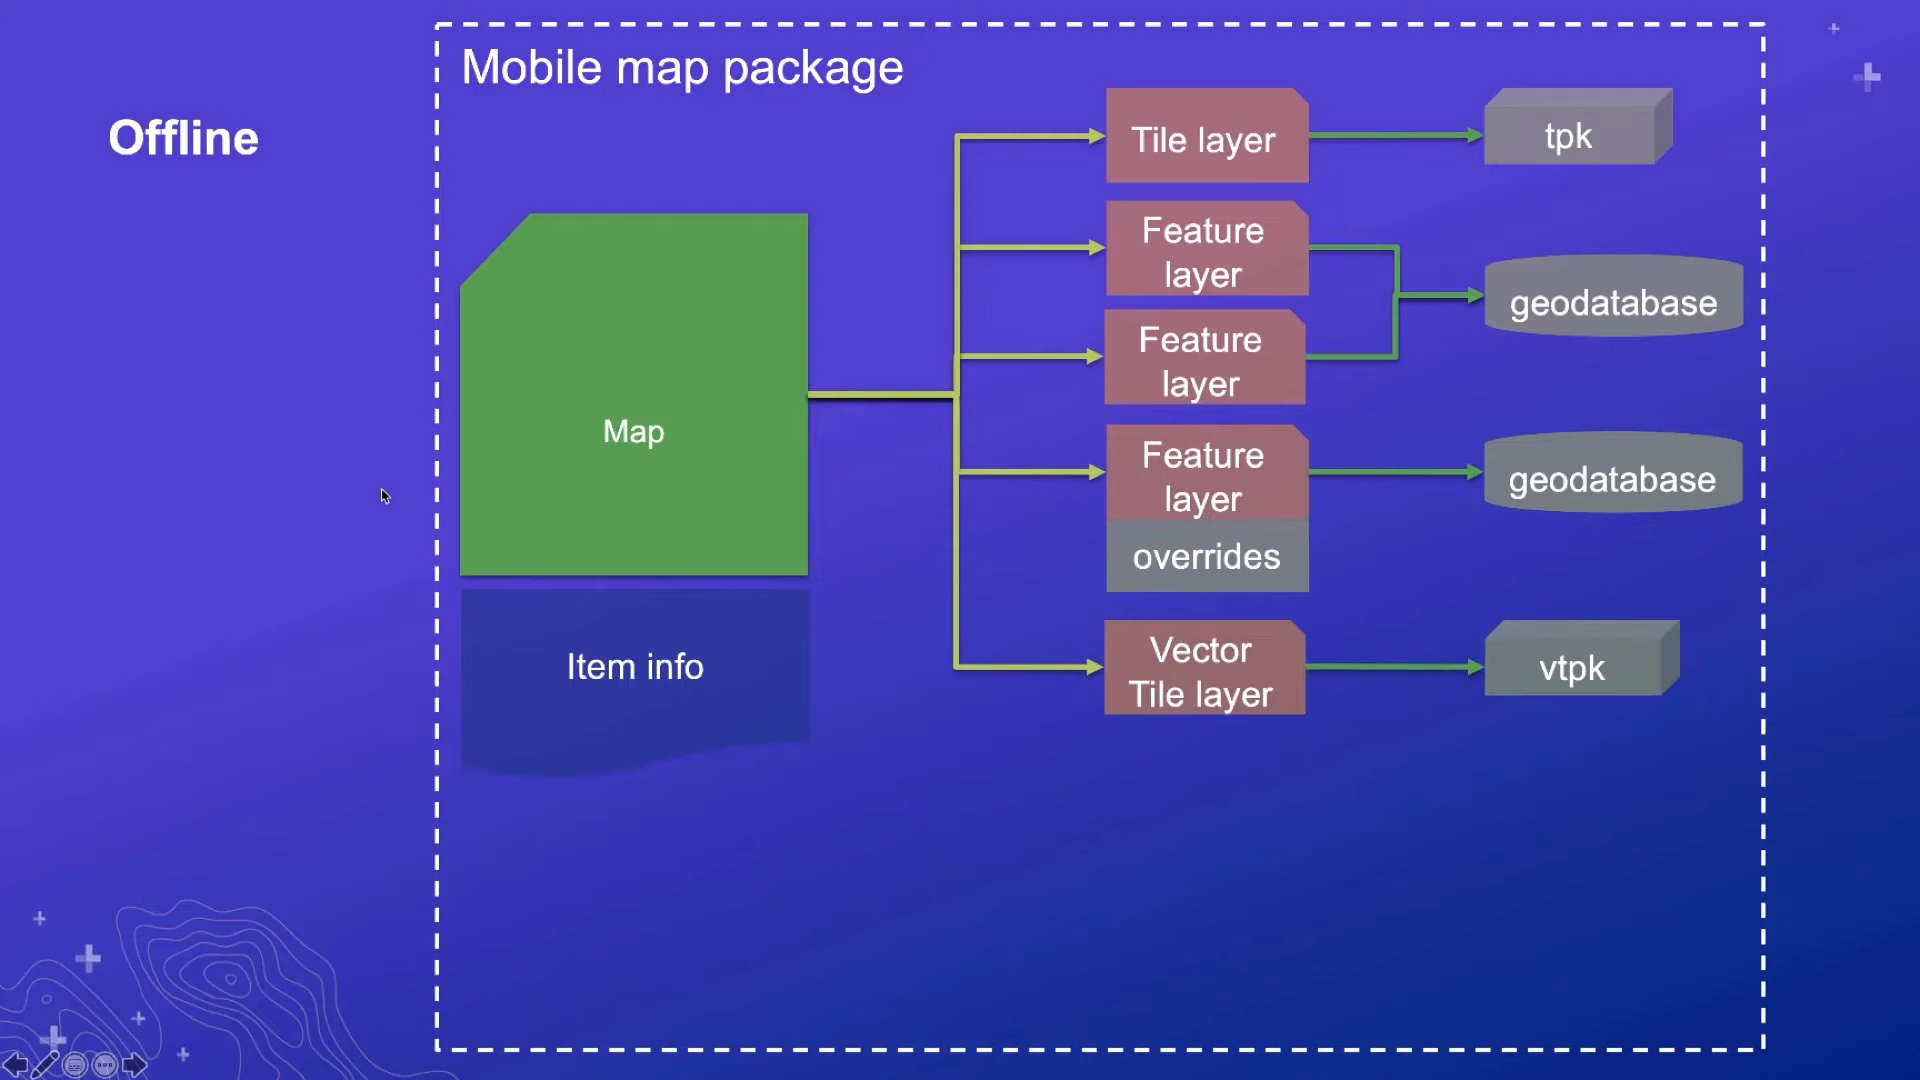 Mobile map package
Offline
Map
Item info
Tile layer
Feature
layer
Feature
layer
Feature
layer
overrides
Vector
Tile layer
tpk
geodatabase
geodatabase
vtpk